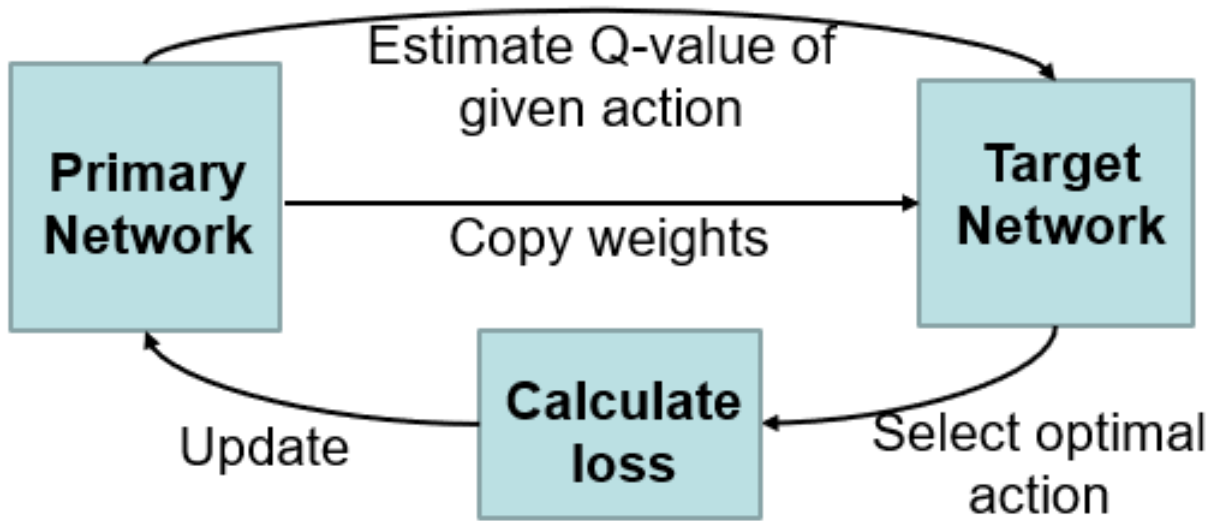 Estimate Q-value of
given action
Primary
Network
Target
Network
Copy weights
Calculate
loss
Update
Select optimal
action